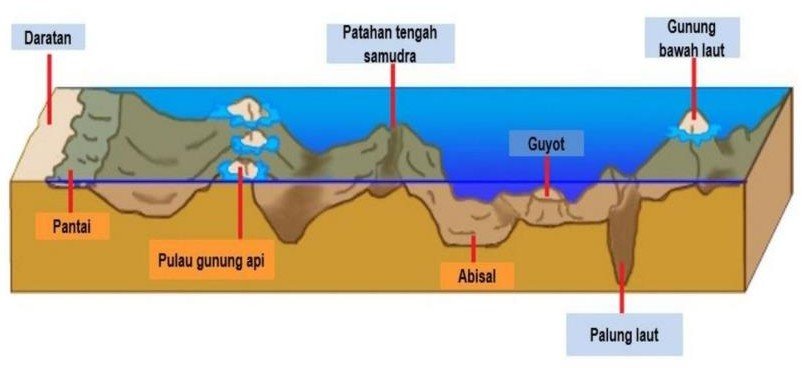 Daratan
Patahan tengah
samudra
Gunung
bawah laut
Guyot
Pantai
Pulau gunung api
Abisal
Palung laut